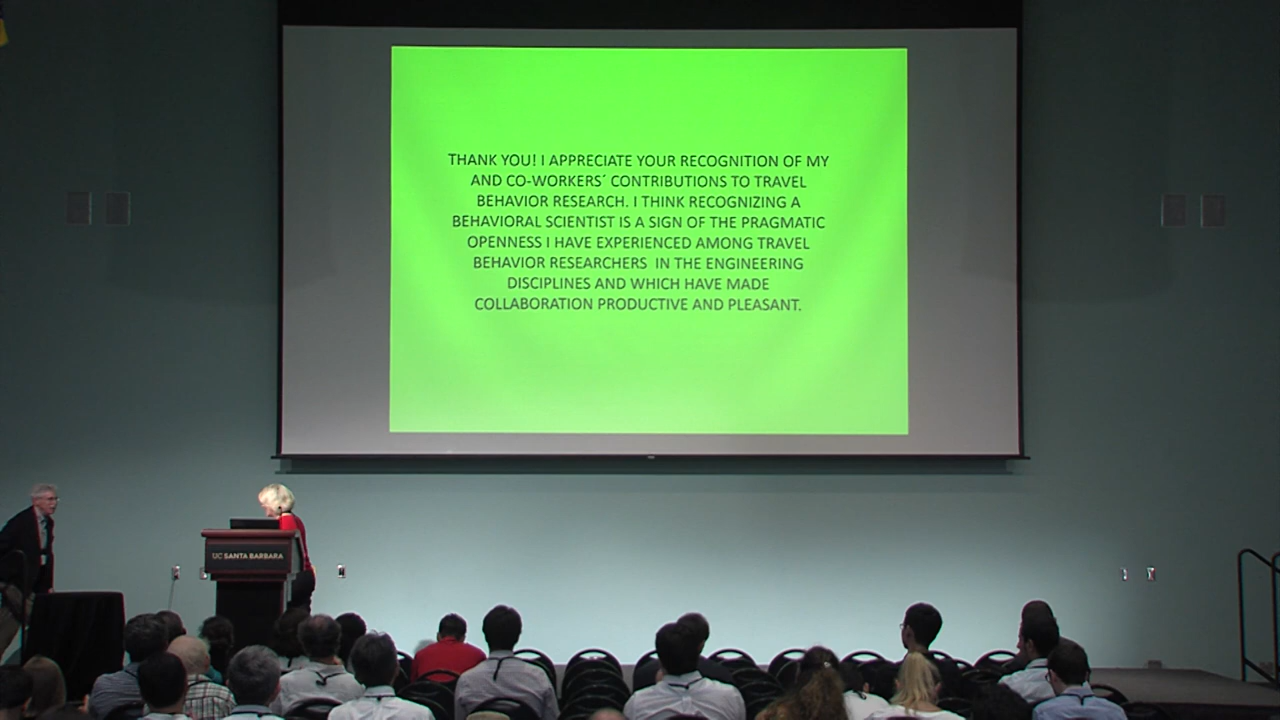 THANK YOU! I APPRECIATE YOUR RECOGNITION OF MY
AND CO-WORKERS´ CONTRIBUTIONS TO TRAVEL
BEHAVIOR RESEARCH. I THINK RECOGNIZING A
BEHAVIORAL SCIENTIST IS A SIGN OF THE PRAGMATIC
OPENNESS I HAVE EXPERIENCED AMONG TRAVEL
BEHAVIOR RESEARCHERS  IN THE ENGINEERING
DISCIPLINES AND WHICH HAVE MADE
COLLABORATION PRODUCTIVE AND PLEASANT.
UC SANTA BARBARA